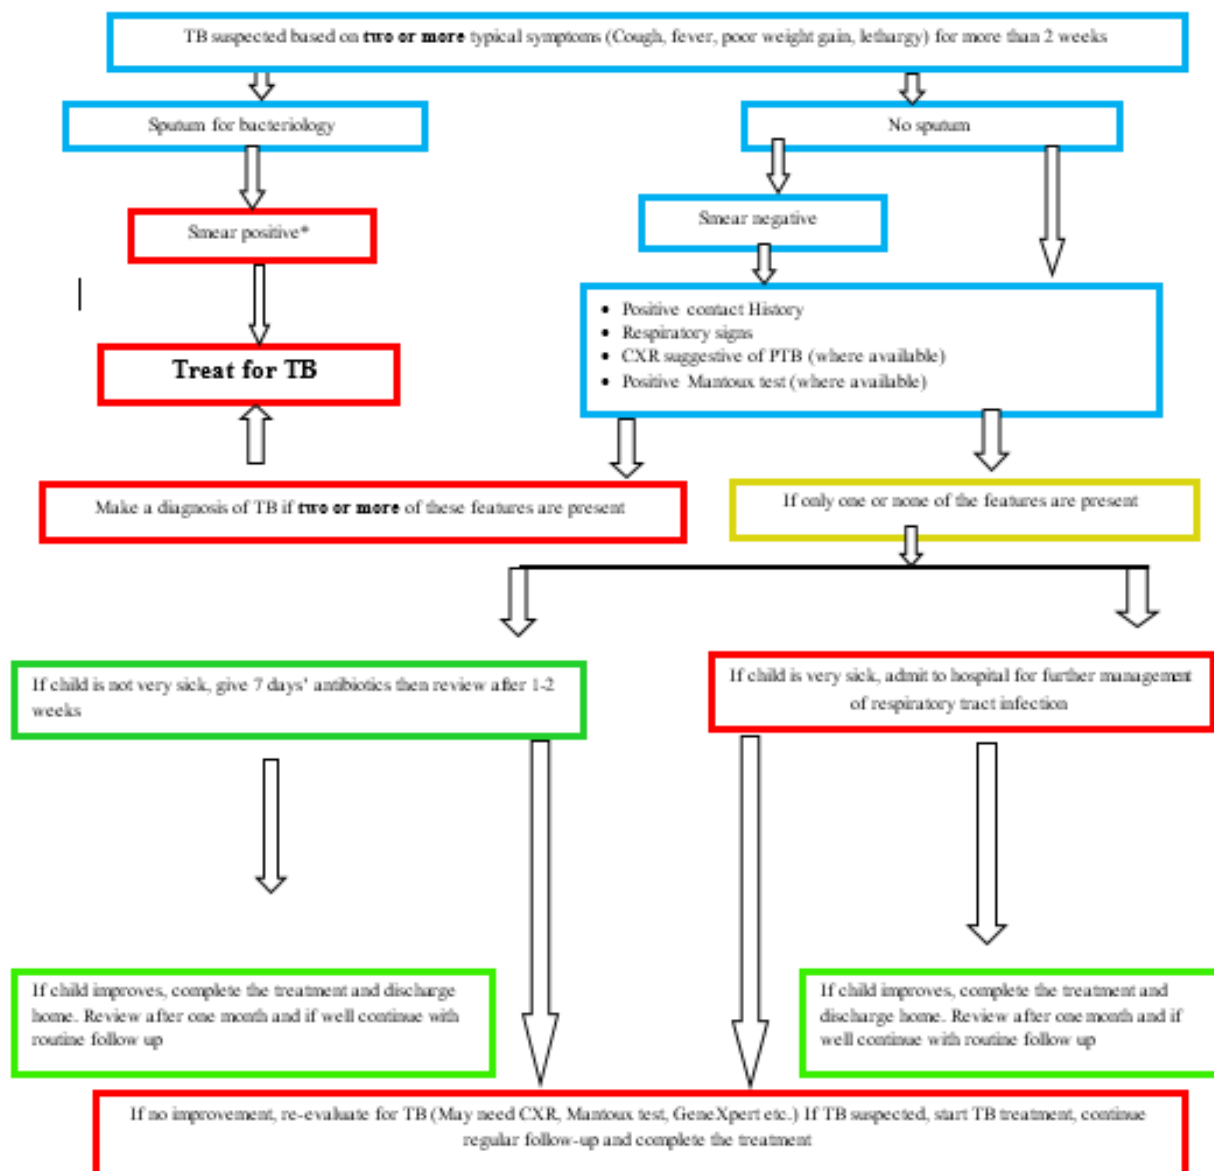 TB suspected based on two or more typical symptoms (Cough, fever, poor weight gain, lethargy) for more than 2 weeks
Sputum for bacteriology
No sputum
Smear positive*
Smear negative
Treat for TB
• Positive contact History
• Respiratory signs
• CXR suggestive of PTB (where available)
• Positive Mantoux test (where available)
Make a diagnosis of TB if two or more of these features are present
If only one or none of the features are present
If child is not very sick, give 7 days' antibiotics then review after 1-2
weeks
If child is very sick, admit to hospital for further management
of respiratory tract infection
If child improves, complete the treatment and discharge
home. Review after one month and if well continue with
routine follow up
If child improves, complete the treatment and
discharge home. Review after one month and if
well continue with routine follow up
If no improvement, re-evaluate for TB (May need CXR, Mantoux test, GeneXpert etc.) If TB suspected, start TB treatment, continue
regular follow-up and complete the treatment